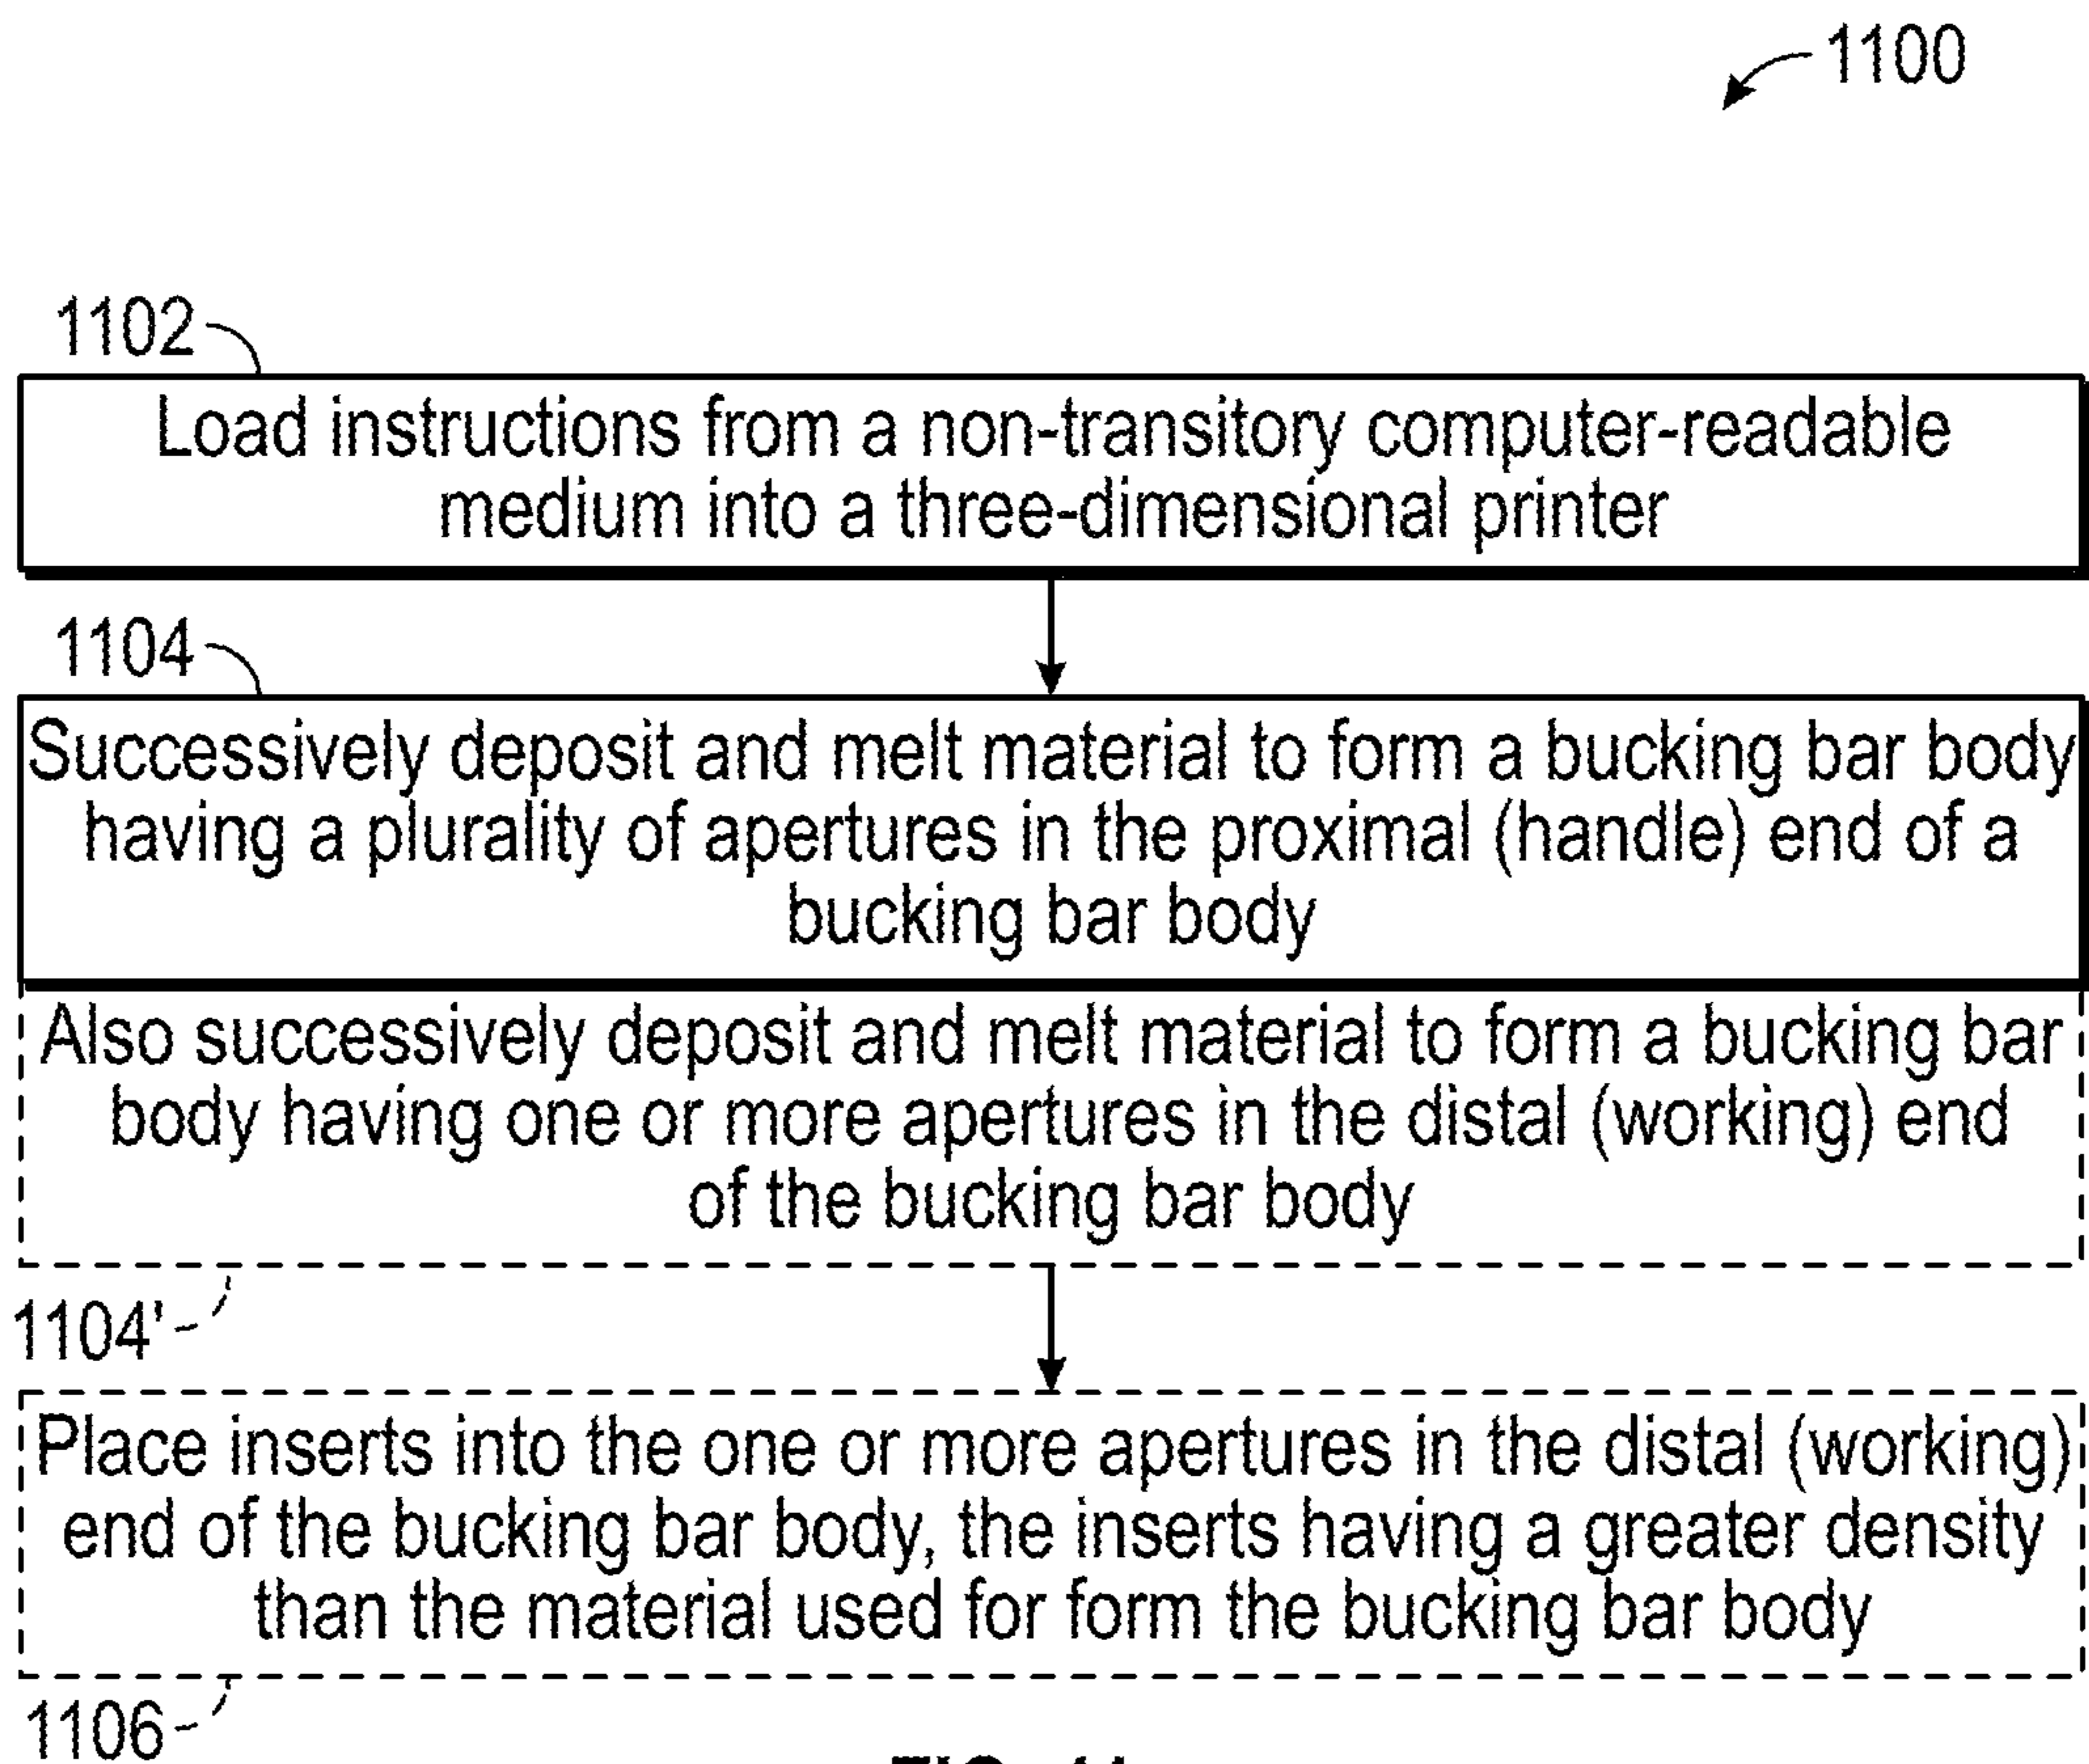 1100
1102
Load instructions from a non-transitory computer-readable
medium into a three-dimensional printer
1104
Successively deposit and melt material to form a bucking bar body
having a plurality of apertures in the proximal (handle) end of a
bucking bar body
Also successively deposit and melt material to form a bucking bar
body having one or more apertures in the distal (working) end
of the bucking bar body
1104'
Place inserts into the one or more apertures in the distal (working)
end of the bucking bar body, the inserts having a greater density
than the material used for form the bucking bar body
1106